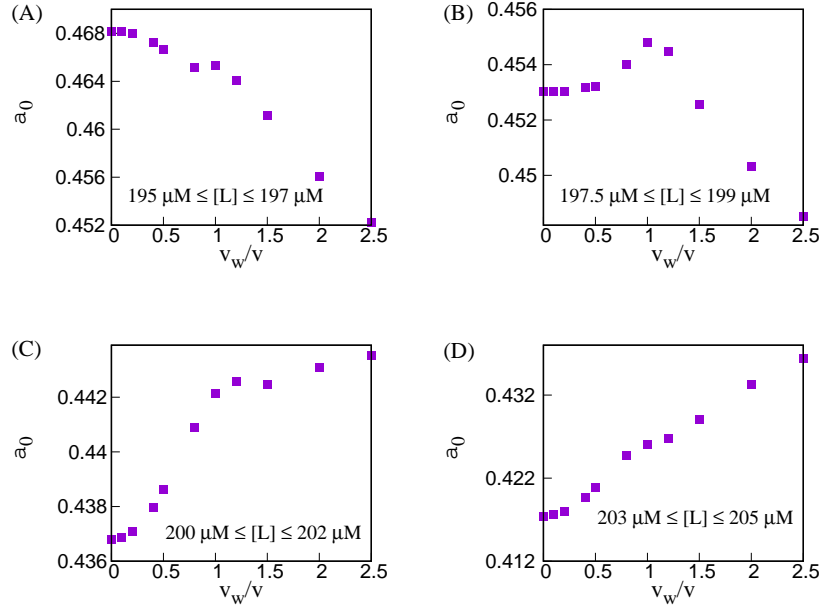 (A)
0.468
0.464
0.46
0.456
0.452
a0
195 μM ≤ [L] ≤ 197 μM
0 0.5 1 1.5 2 2.5
vw/v
(B)
0.456
0.454
0.452
0.45
a0
197.5 μM ≤ [L] ≤ 199 μM
0 0.5 1 1.5 2 2.5
vw/v
(C)
0.442
0.44
0.438
0.436
a0
200 μM ≤ [L] ≤ 202 μM
0 0.5 1 1.5 2 2.5
vw/v
(D)
0.432
0.422
0.412
a0
203 μM ≤ [L] ≤ 205 μM
0 0.5 1 1.5 2 2.5
vw/v